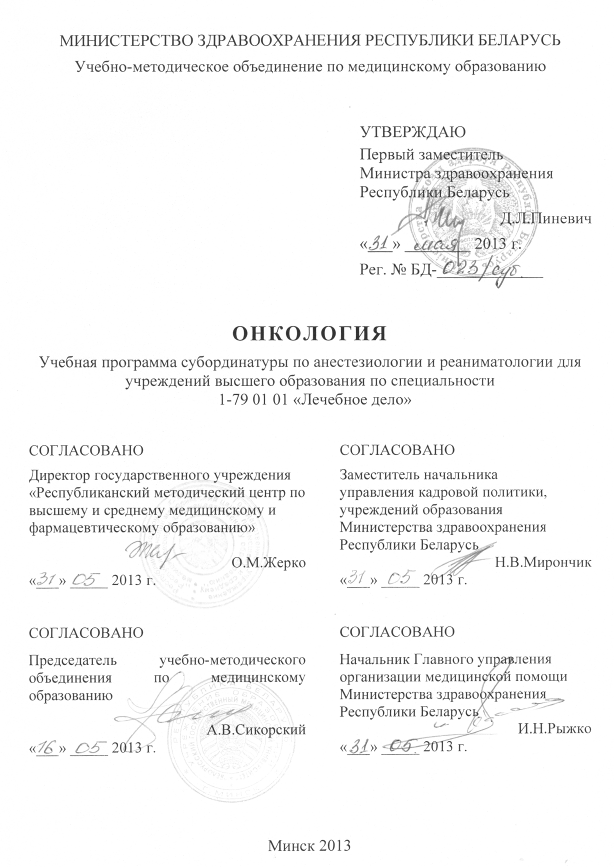 МИНИСТЕРСТВО ЗДРАВООХРАНЕНИЯ РЕСПУБЛИКИ БЕЛАРУСЬ
Учебно-методическое объединение по медицинскому образованию
УТВЕРЖДАЮ
Первый заместитель
Министра здравоохранения
Республики Беларусь
Д.Л.Пиневич
«31» мая 2013 г.
Рег. № БД-023/суб.
ОНКОЛОГИЯ
Учебная программа субординатуры по анестезиологии и реаниматологии для
учреждений высшего образования по специальности
1-79 01 01 «Лечебное дело»
СОГЛАСОВАНО
Директор государственного учреждения
«Республиканский методический центр по
высшему и среднему медицинскому и
фармацевтическому образованию»
О.М.Жерко
«31» 05 2013 г.
СОГЛАСОВАНО
Заместитель начальника
управления кадровой политики,
учреждений образования
Министерства здравоохранения
Республики Беларусь
Н.В.Мирончик
«31» 05 2013 г.
СОГЛАСОВАНО
Председатель учебно-методического
объединения по медицинскому
образованию
А.В.Сикорский
«16» 05 2013 г.
СОГЛАСОВАНО
Начальник Главного управления
организации медицинской помощи
Министерства здравоохранения
Республики Беларусь
И.Н.Рыжко
«31» 05. 2013 г.
Минск 2013